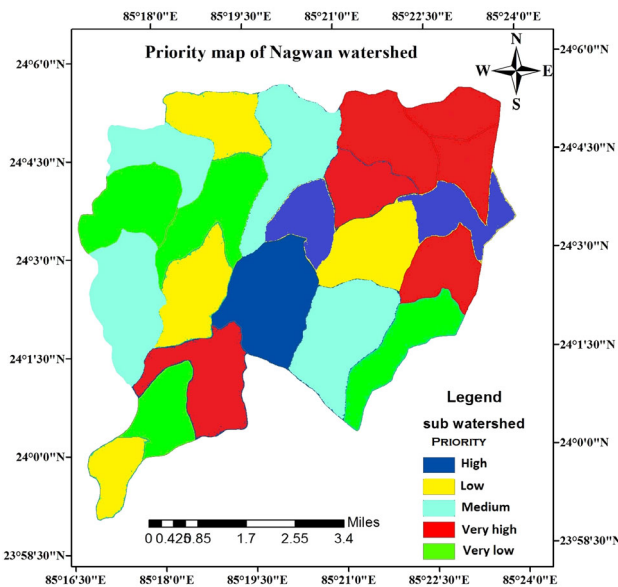 85°18'0"E 85°19'30"E 85°21'0"E 85°22'30"E 85°24'0"E
Priority map of Nagwan watershed
N
W E
S
24°6'0"N
24°4'30"N
24°3'0"N
24°1'30"N
24°0'0"N
23°58'30"N
24°6'0"N
24°4'30"N
24°3'0"N
24°1'30"N
24°0'0"N
23°58'30"N
Legend
sub watershed
PRIORITY
High
Low
Medium
Very high
Very low
Miles
0 0.425 0.85 1.7 2.55 3.4
85°16'30"E 85°18'0"E 85°19'30"E 85°21'0"E 85°22'30"E 85°24'0"E